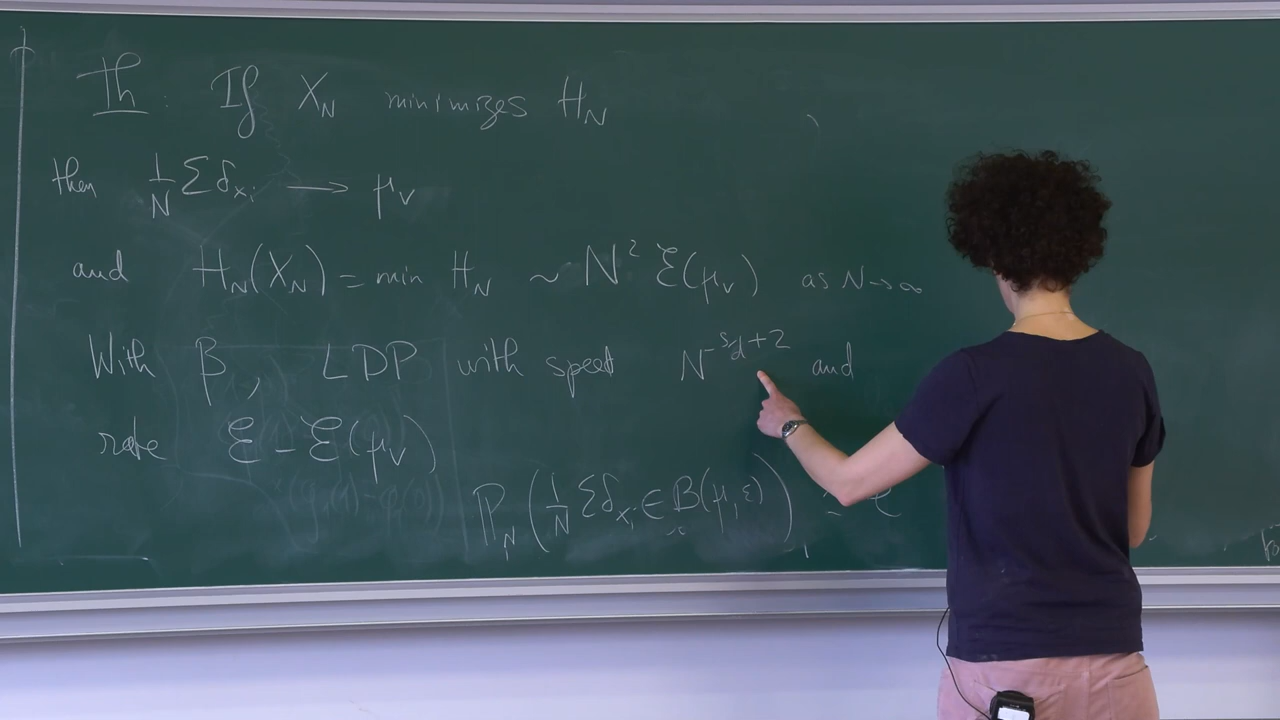 Th : If X_N minimizes H_N
then 1/N Σ δ_{x_i} → μ_V
and H_N(X_N) = min H_N ~ N² ℰ(μ_V) as N→∞
With β, LDP with speed N^{-s/d+2} and
rate ℰ - ℰ(μ_V)
ℙ_N (1/N Σ δ_{x_i} ∈ B(μ, ε)) ≃ e